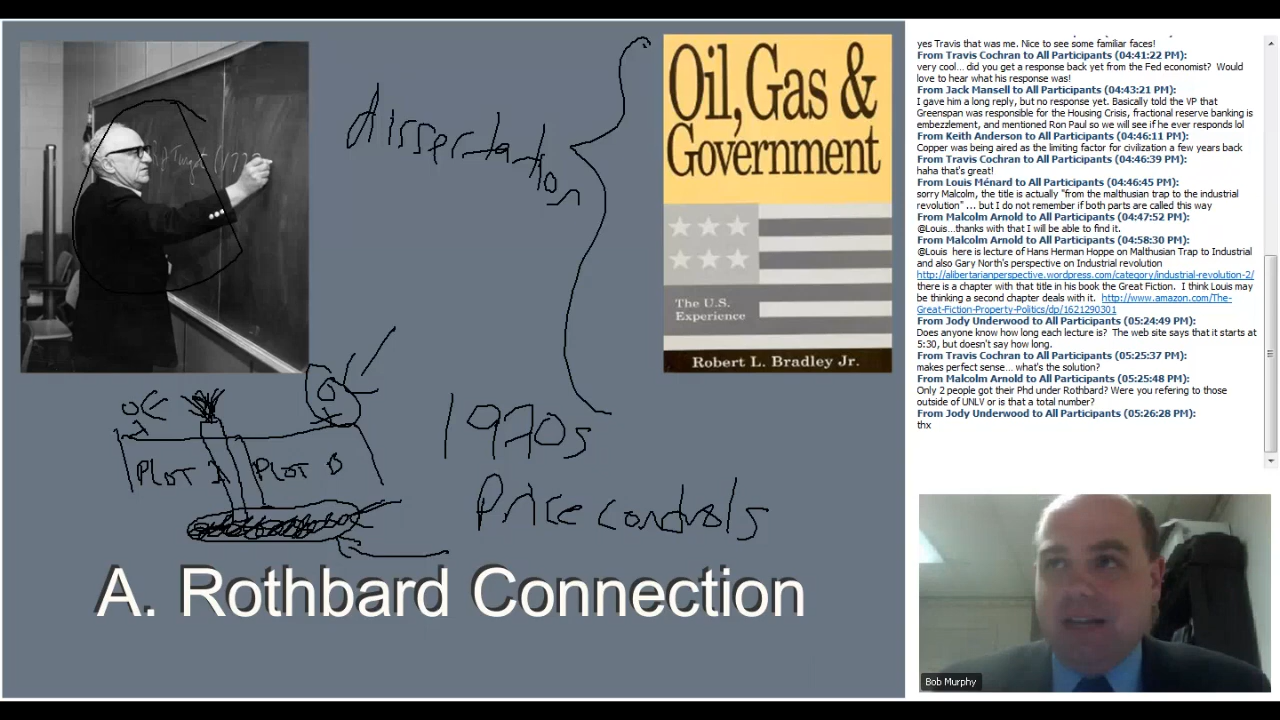 dissertation
Oil, Gas &
Government
The U.S.
Experience
Robert L. Bradley Jr.
PLOT A
PLOT B
1970s
Price controls
A. Rothbard Connection
yes Travis that was me. Nice to see some familiar faces!
From Travis Cochran to All Participants (04:41:22 PM):
very cool... did you get a response back yet from the Fed economist? Would
love to hear what his response was!
From Jack Mansell to All Participants (04:43:21 PM):
I gave him a long reply, but no response yet. Basically told the VP that
Greenspan was responsible for the Housing Crisis, fractional reserve banking is
embezzlement, and mentioned Ron Paul so we will see if he ever responds lol
From Keith Anderson to All Participants (04:46:11 PM):
Copper was being aired as the limiting factor for civilization a few years back
From Travis Cochran to All Participants (04:46:39 PM):
haha that's great!
From Louis Ménard to All Participants (04:46:45 PM):
sorry Malcolm, the title is actually "from the malthusian trap to the industrial
revolution" ... but I do not remember if both parts are called this way
From Malcolm Arnold to All Participants (04:47:52 PM):
@Louis...thanks with that I will be able to find it.
From Malcolm Arnold to All Participants (04:58:30 PM):
@Louis here is lecture of Hans Herman Hoppe on Malthusian Trap to Industrial
and also Gary North's perspective on Industrial revolution
http://alibertarianperspective.wordpress.com/category/industrial-revolution-2/
there is a chapter with that title in his book the Great Fiction. I think Louis may
be thinking a second chapter deals with it. http://www.amazon.com/The-
Great-Fiction-Property-Politics/dp/1621290301
From Jody Underwood to All Participants (05:24:49 PM):
Does anyone know how long each lecture is? The web site says that it starts at
5:30, but doesn't say how long.
From Travis Cochran to All Participants (05:25:37 PM):
makes perfect sense... what's the solution?
From Malcolm Arnold to All Participants (05:25:48 PM):
Only 2 people got their Phd under Rothbard? Were you refering to those
outside of UNLV or is that a total number?
From Jody Underwood to All Participants (05:26:28 PM):
thx
Bob Murphy